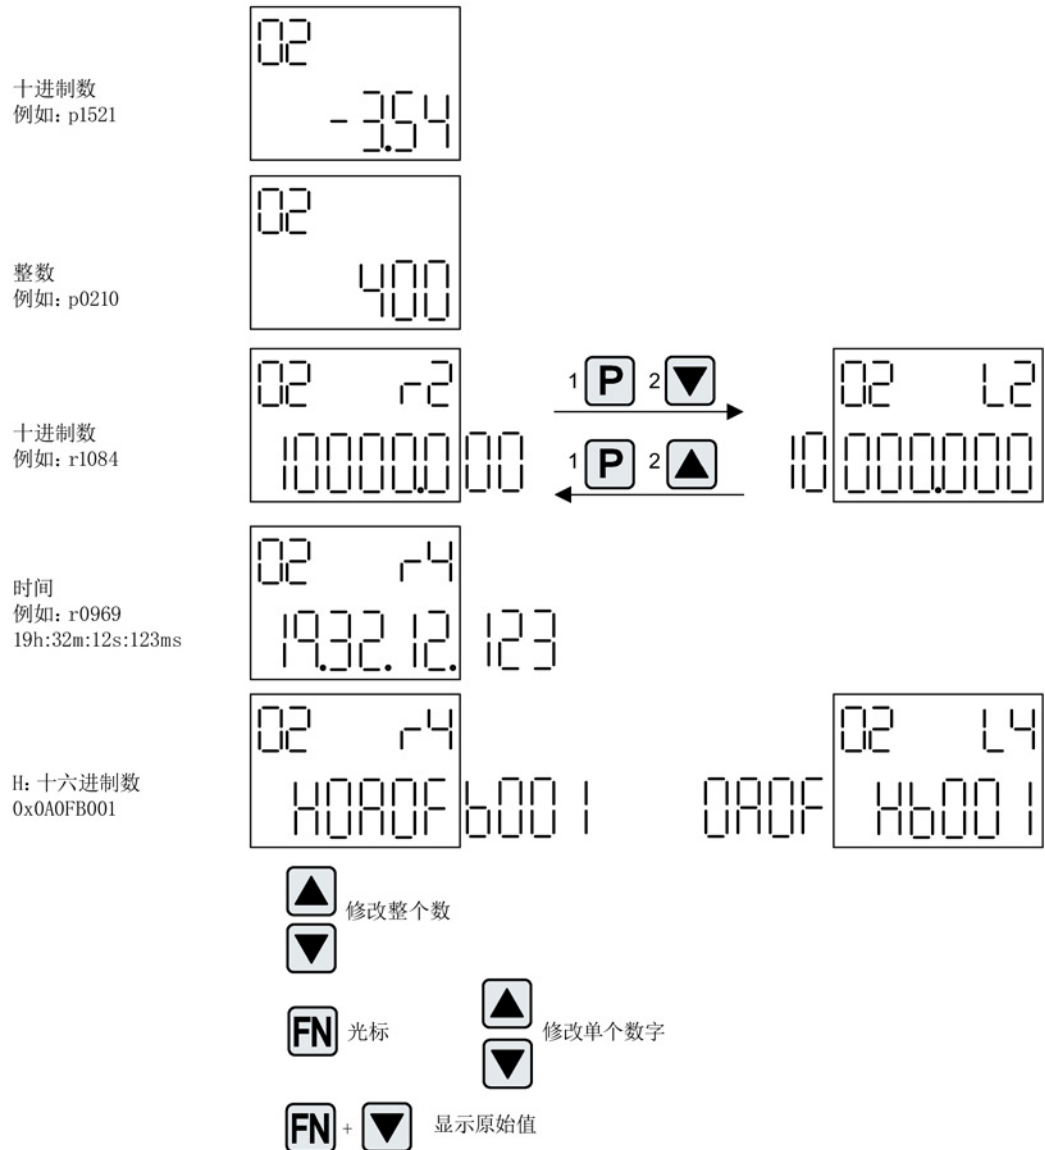 02
十进制数
例如: p1521
-3.54
02
整数
例如: p0210
400
02 r2
1 P 2
02 L2
十进制数
例如: r1084
10000.000
1 P 2
10000.000
02 r4
时间
例如: r0969
19h:32m:12s:123ms
19.32.12. 123
02 r4
02 L4
H: 十六进制数
0x0A0FB001
H0A0Fb001
0A0F Hb001
修改整个数
FN 光标
修改单个数字
FN + 显示原始值